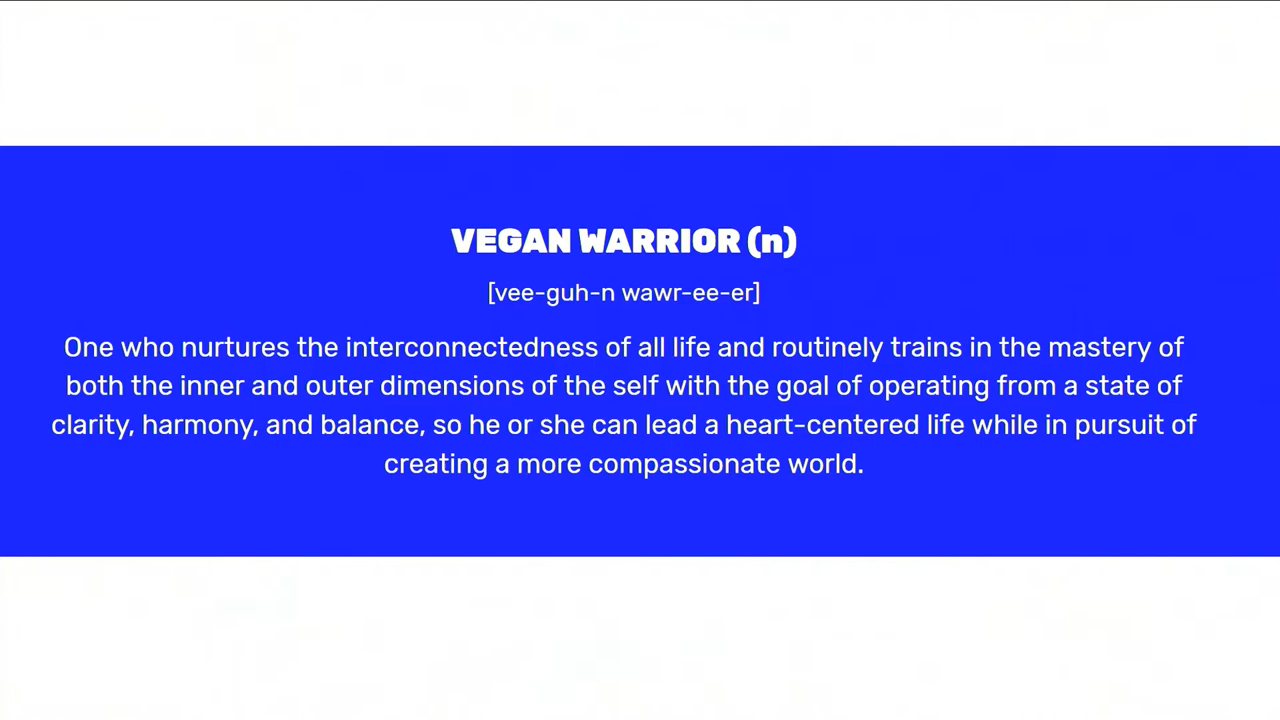 VEGAN WARRIOR (n)
[vee-guh-n wawr-ee-er]
One who nurtures the interconnectedness of all life and routinely trains in the mastery of
both the inner and outer dimensions of the self with the goal of operating from a state of
clarity, harmony, and balance, so he or she can lead a heart-centered life while in pursuit of
creating a more compassionate world.